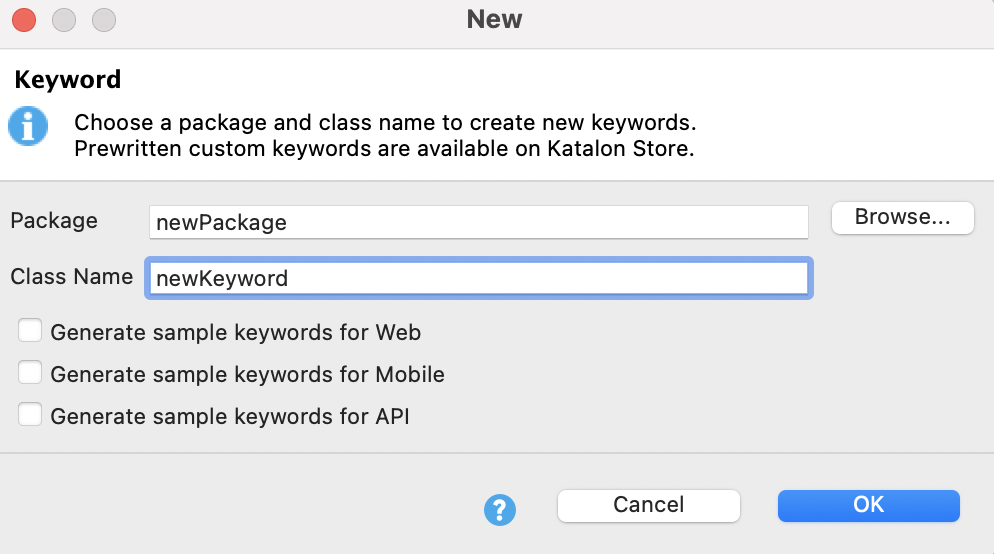 New
Keyword
Choose a package and class name to create new keywords.
Prewritten custom keywords are available on Katalon Store.
Package newPackage Browse...
Class Name newKeyword
Generate sample keywords for Web
Generate sample keywords for Mobile
Generate sample keywords for API
? Cancel OK